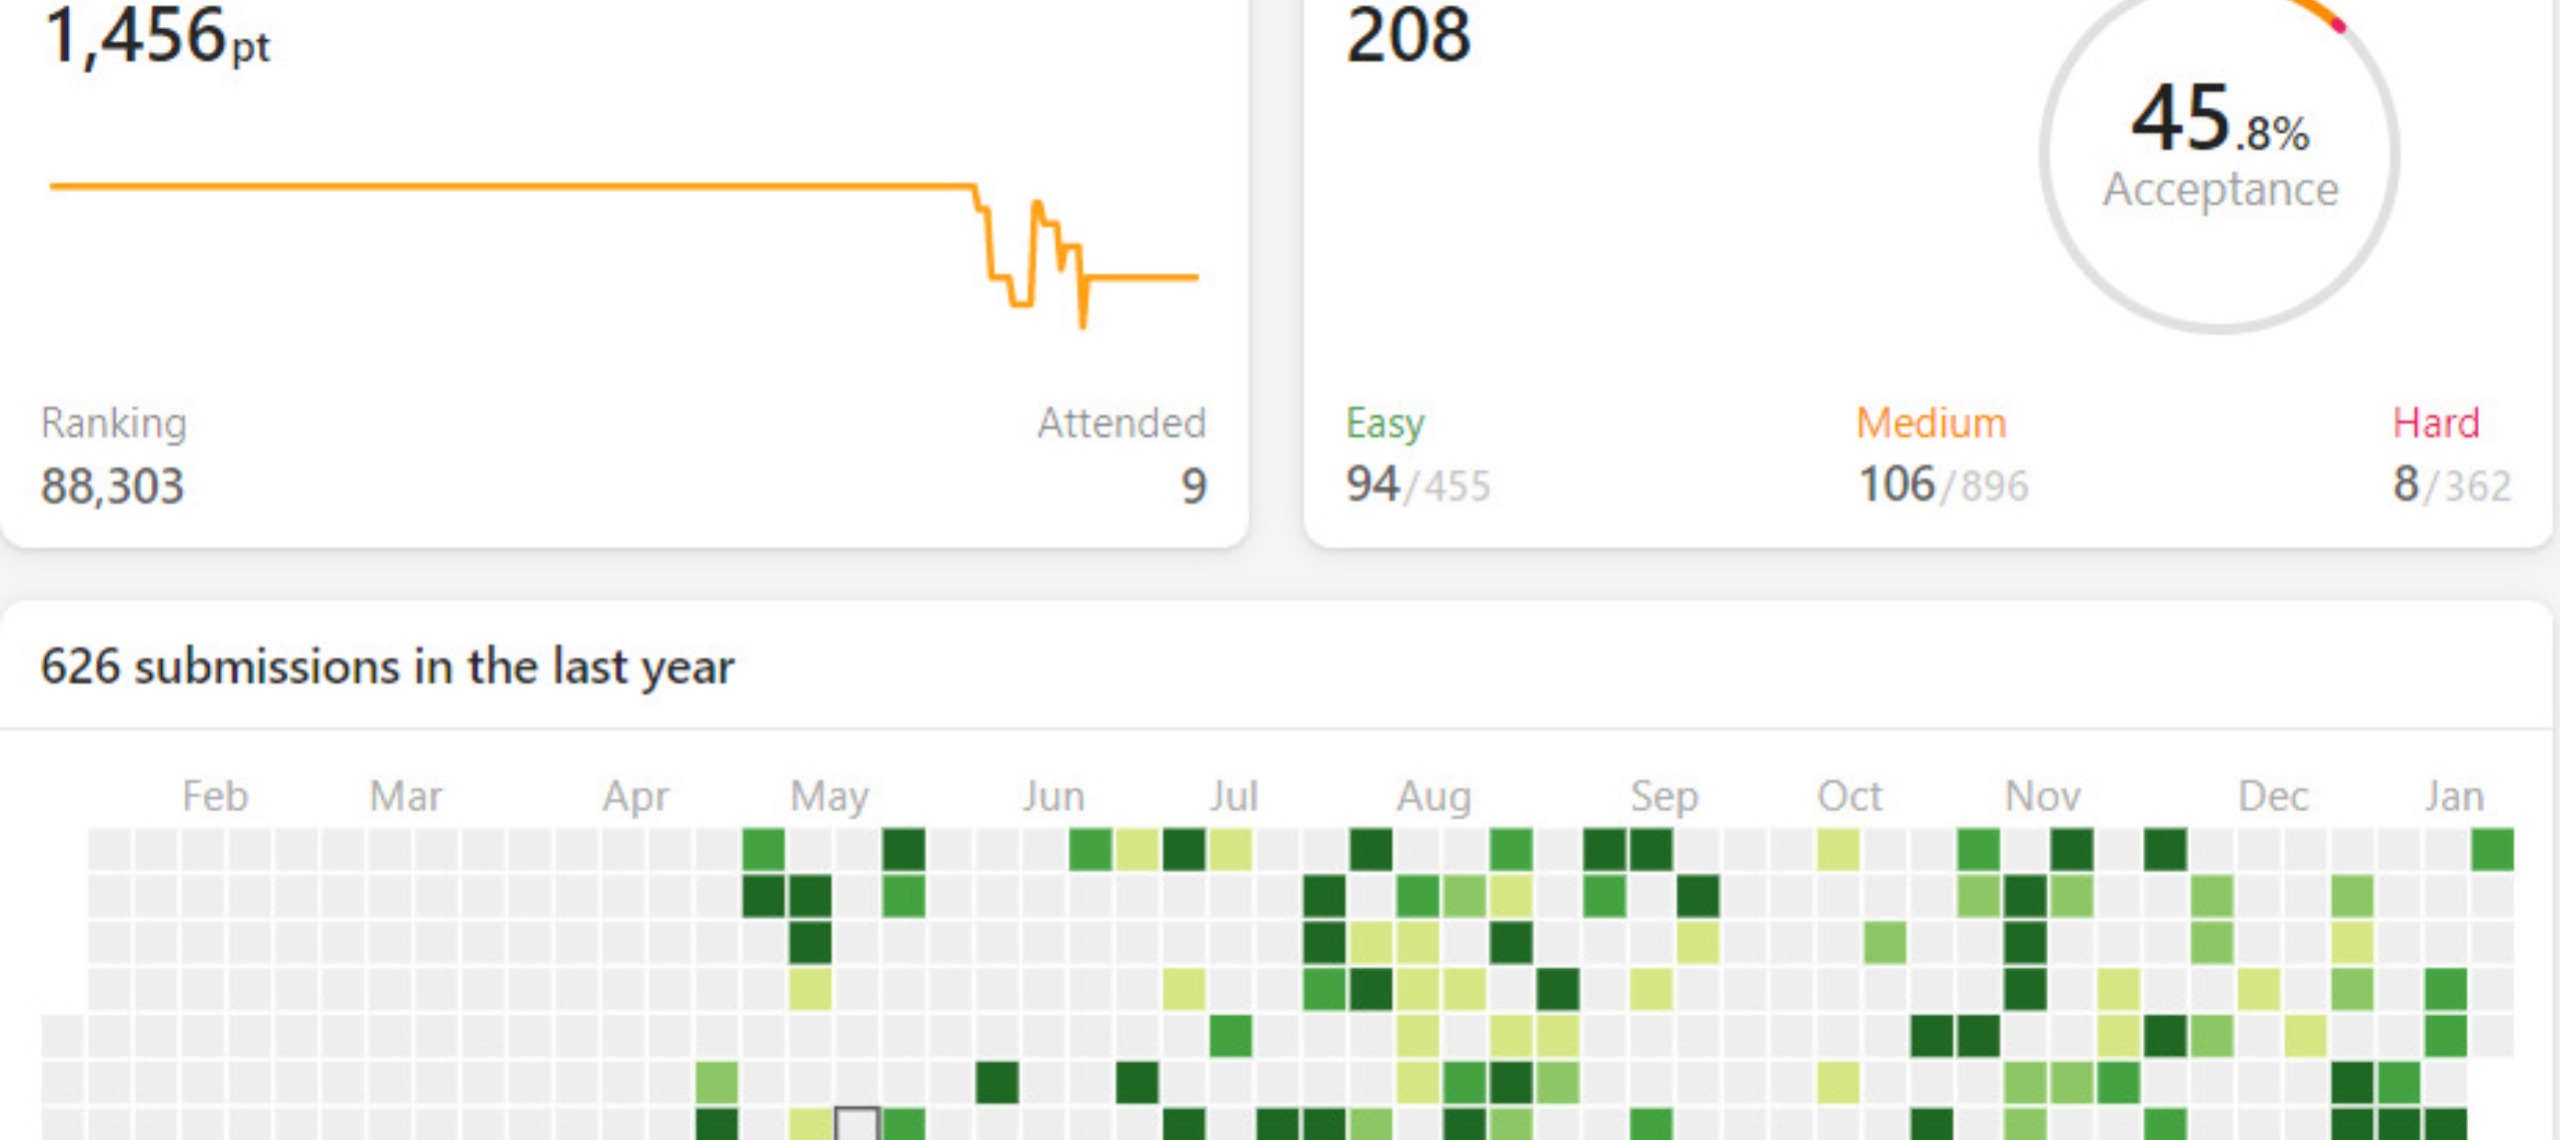 1,456pt
Ranking
88,303
Attended
9
208
45.8%
Acceptance
Easy
94/455
Medium
106/896
Hard
8/362
626 submissions in the last year
Feb Mar Apr May Jun Jul Aug Sep Oct Nov Dec Jan